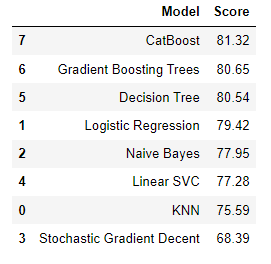 Model Score
7 CatBoost 81.32
6 Gradient Boosting Trees 80.65
5 Decision Tree 80.54
1 Logistic Regression 79.42
2 Naive Bayes 77.95
4 Linear SVC 77.28
0 KNN 75.59
3 Stochastic Gradient Decent 68.39